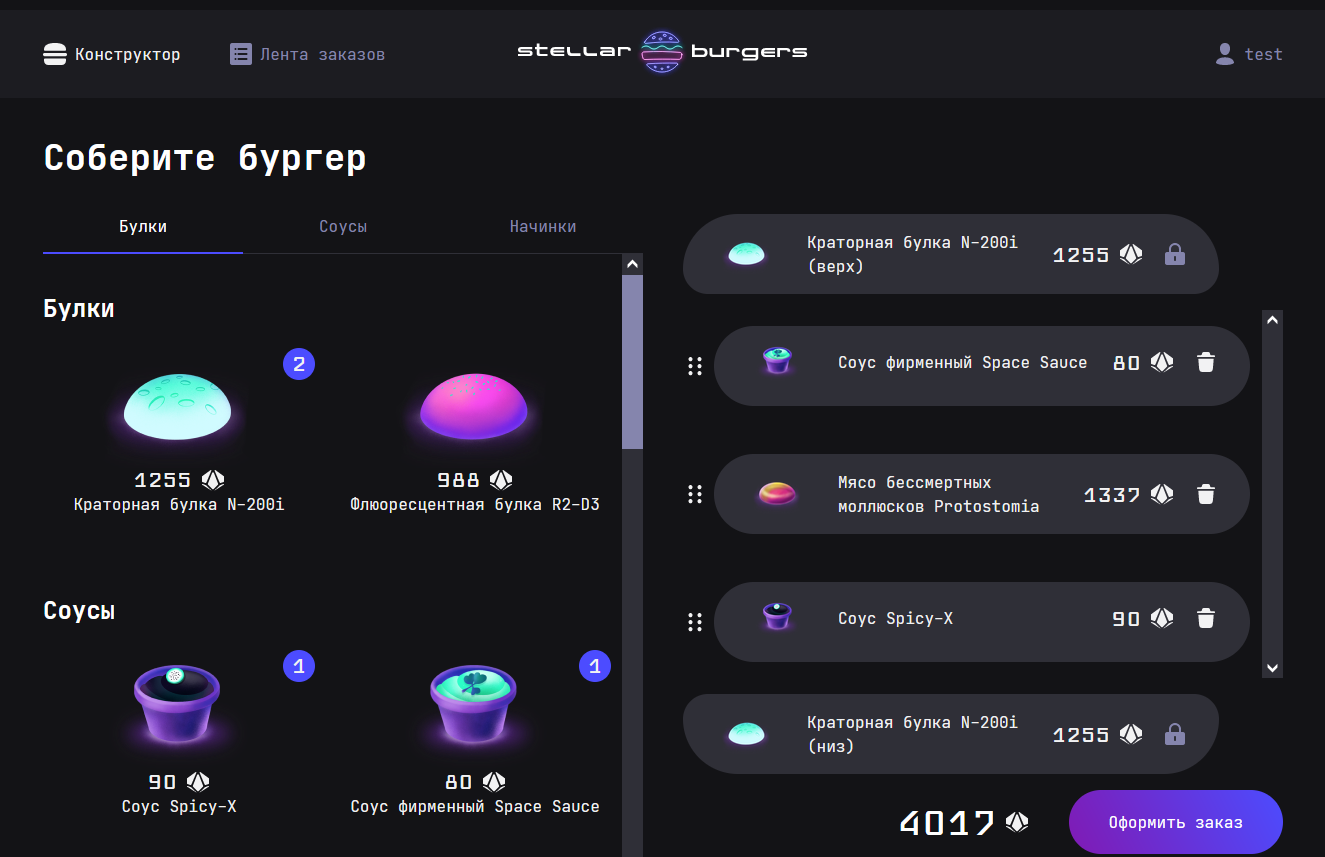 Конструктор
Лента заказов
stellar burgers
test
Соберите бургер
Булки
Соусы
Начинки
Булки
2
1255
Краторная булка N-200i
988
Флюоресцентная булка R2-D3
Соусы
1
90
Соус Spicy-X
1
80
Соус фирменный Space Sauce
Краторная булка N-200i
(верх)
1255
Соус фирменный Space Sauce
80
Мясо бессмертных
моллюсков Protostomia
1337
Соус Spicy-X
90
Краторная булка N-200i
(низ)
1255
4017
Оформить заказ